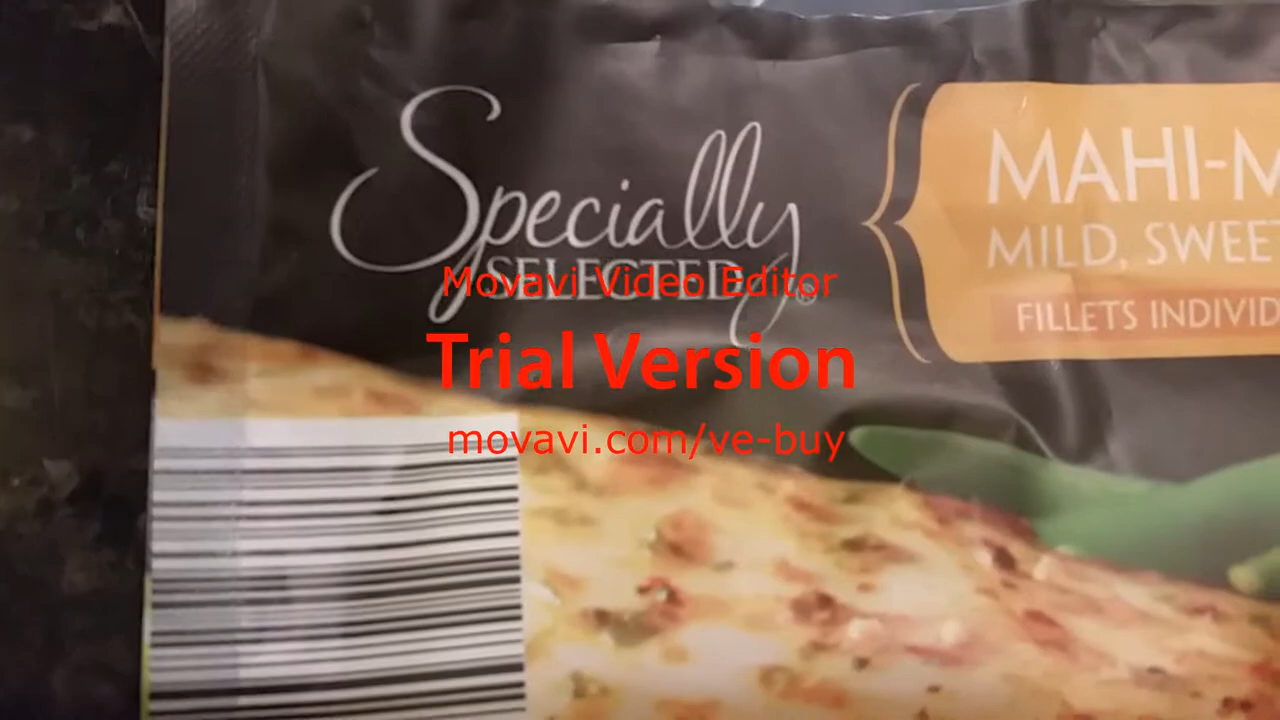 Specially
SELECTED
MAHI-M
MILD, SWEE
FILLETS INDIVID
Movavi Video Editor
Trial Version
movavi.com/ve-buy